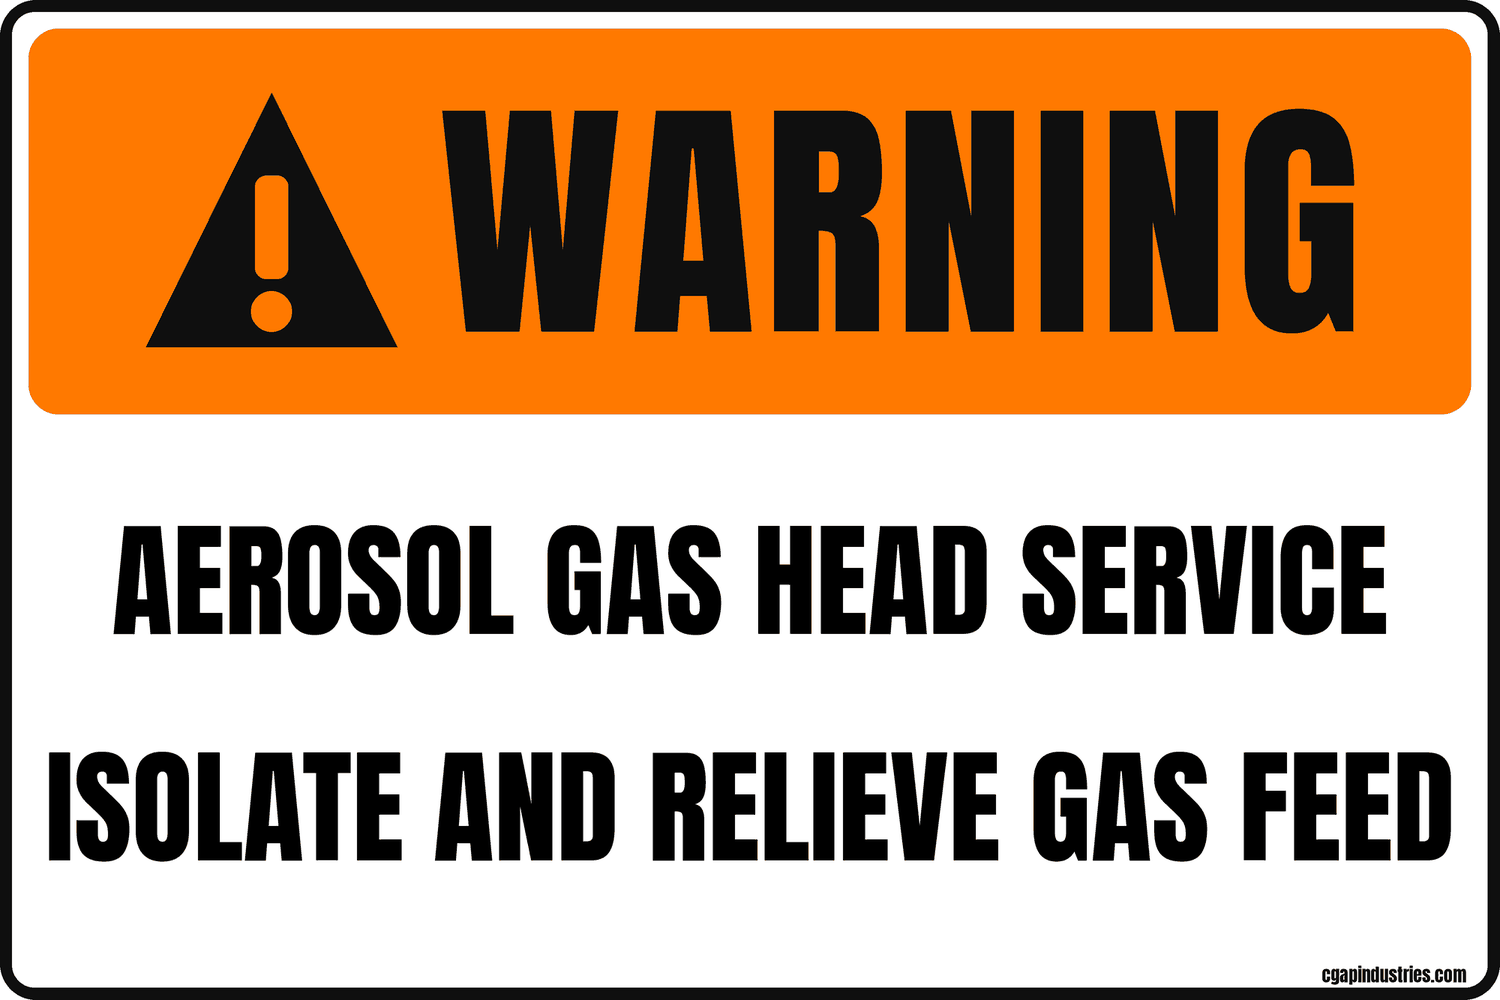 WARNING
AEROSOL GAS HEAD SERVICE
ISOLATE AND RELIEVE GAS FEED
cgapindustries.com